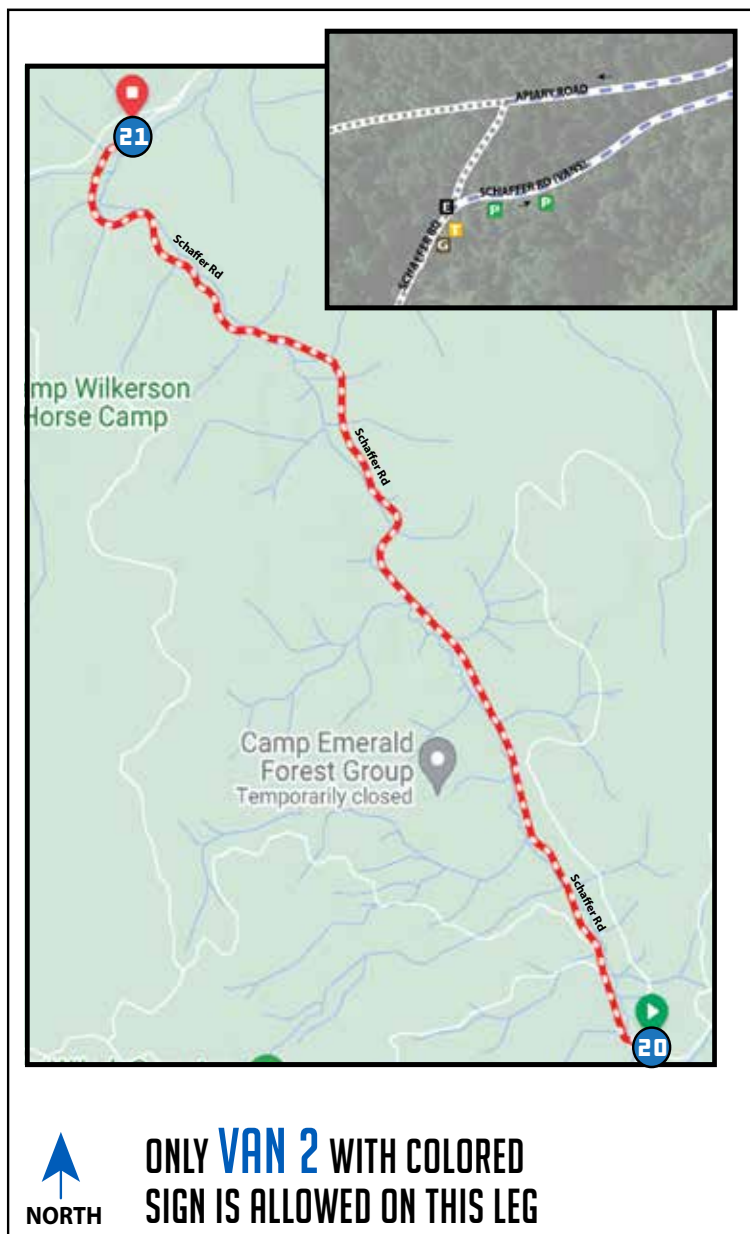 APIARY ROAD
SCHAFFER RD (VANS)
P
P
E
T
G
SCHAFFER RD
21
Schaffer Rd
mp Wilkerson
Horse Camp
Schaffer Rd
Camp Emerald
Forest Group
Temporarily closed
Schaffer Rd
20
NORTH
ONLY VAN 2 WITH COLORED
SIGN IS ALLOWED ON THIS LEG